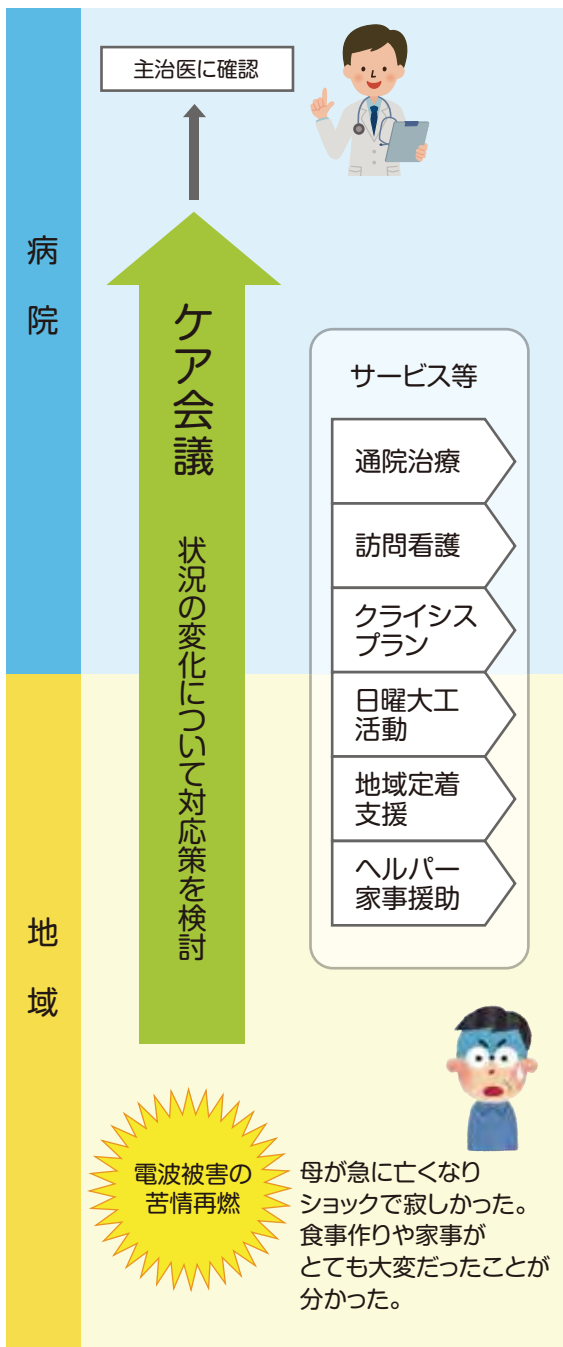 主治医に確認
病院
ケア会議
状況の変化について対応策を検討
サービス等
通院治療
訪問看護
クライシス
プラン
日曜大工
活動
地域定着
支援
ヘルパー
家事援助
地域
電波被害の
苦情再燃
母が急に亡くなり
ショックで寂しかった。
食事作りや家事が
とても大変だったことが
分かった。